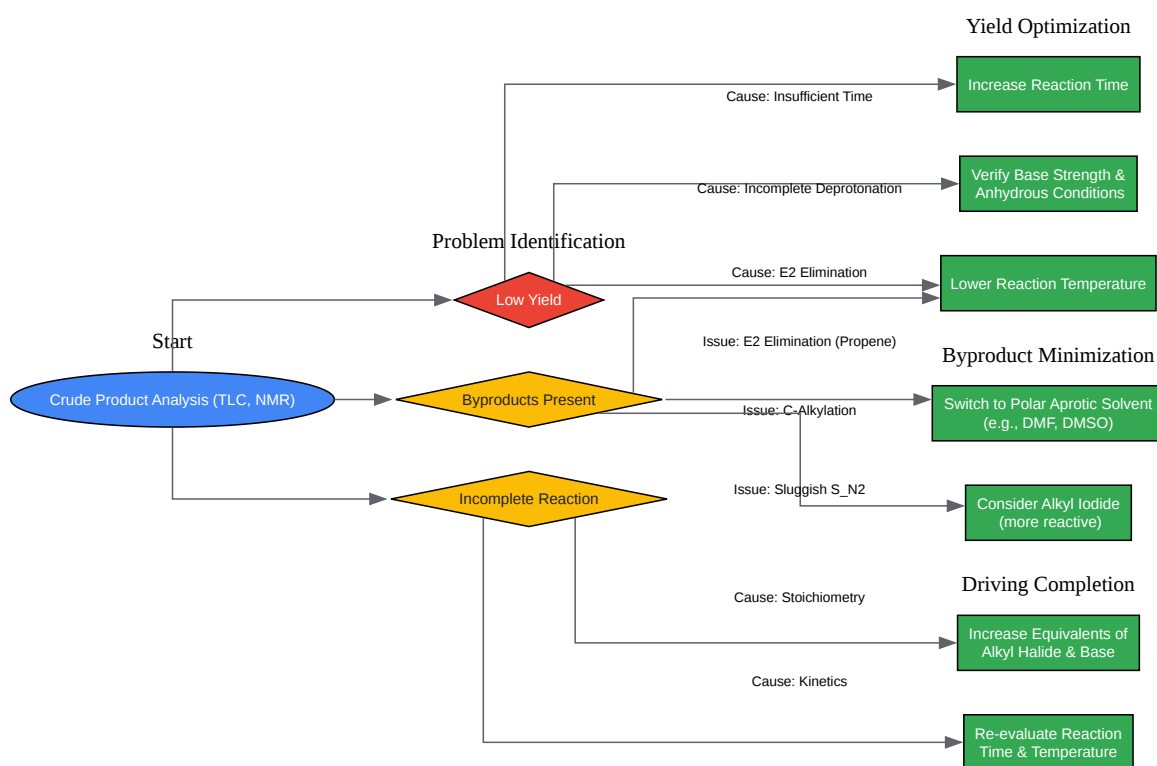 Yield Optimization
Increase Reaction Time
Cause: Insufficient Time
Verify Base Strength &
Anhydrous Conditions
Cause: Incomplete Deprotonation
Problem Identification
Cause: E2 Elimination
Lower Reaction Temperature
Low Yield
Start
Issue: E2 Elimination (Propene)
Byproduct Minimization
Crude Product Analysis (TLC, NMR)
Byproducts Present
Issue: C-Alkylation
Switch to Polar Aprotic Solvent
(e.g., DMF, DMSO)
Incomplete Reaction
Issue: Sluggish S_N2
Consider Alkyl Iodide
(more reactive)
Driving Completion
Cause: Stoichiometry
Increase Equivalents of
Alkyl Halide & Base
Cause: Kinetics
Re-evaluate Reaction
Time & Temperature